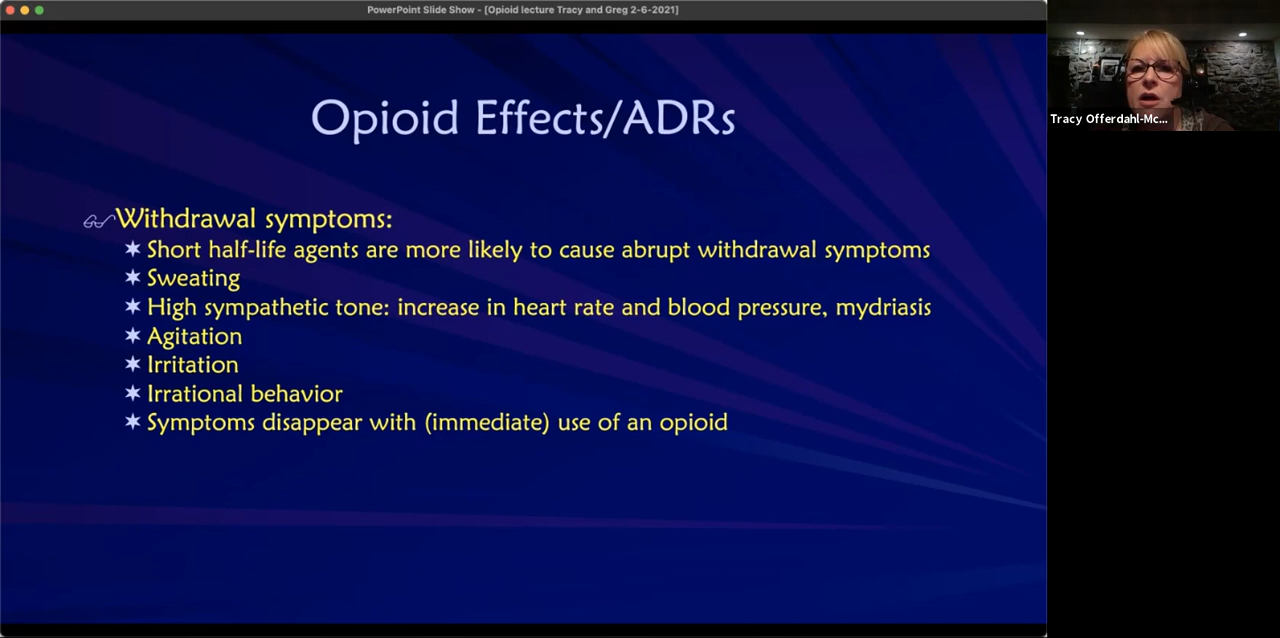 PowerPoint Slide Show - [Opioid lecture Tracy and Greg 2-6-2021]
Opioid Effects/ADRs
Withdrawal symptoms:
Short half-life agents are more likely to cause abrupt withdrawal symptoms
Sweating
High sympathetic tone: increase in heart rate and blood pressure, mydriasis
Agitation
Irritation
Irrational behavior
Symptoms disappear with (immediate) use of an opioid
Tracy Offerdahl-Mc...